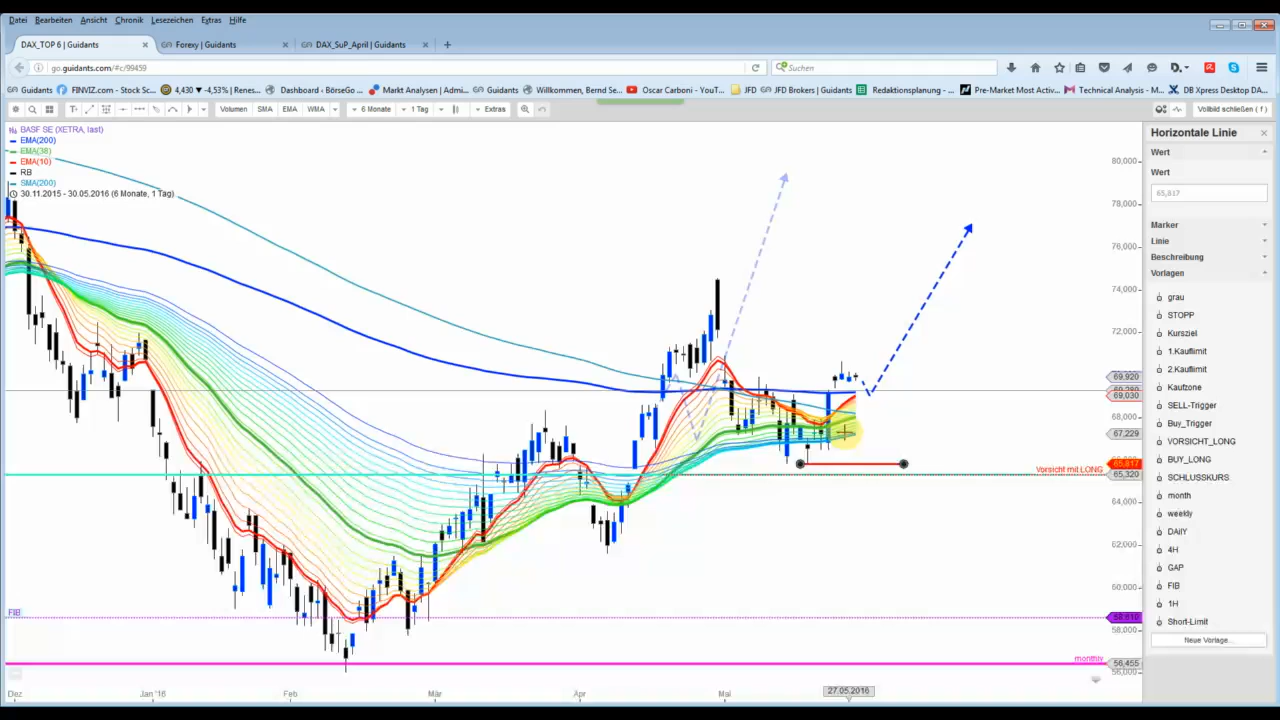 Datei Bearbeiten Ansicht Chronik Lesezeichen Extras Hilfe
DAX_TOP 6 | Guidants
Forexy | Guidants
DAX_SuP_April | Guidants
go.guidants.com/#c/99459
Suchen
Guidants
FINVIZ.com - Stock Sc...
4,430 ▼ -4,53% | Renes...
Dashboard - BörseGo ...
Markt Analysen | Admi...
Guidants
Willkommen, Bernd Se...
Oscar Carboni - YouT...
JFD
JFD Brokers | Guidants
Redaktionsplanung - ...
Pre-Market Most Activ...
Technical Analysis - M...
DB Xpress Desktop DA...
Volumen SMA EMA WMA
6 Monate
1 Tag
Extras
Vollbild schließen ( f )
BASF SE (XETRA, last)
EMA(200)
EMA(38)
EMA(10)
RB
SMA(200)
30.11.2015 - 30.05.2016 (6 Monate, 1 Tag)
80,000
78,000
76,000
74,000
72,000
69,920
69,030
68,000
67,229
65,817
Vorsicht mit LONG
65,320
64,000
62,000
60,000
FIB
58,610
58,000
monthly
56,455
56,000
Dez
Jan '16
Feb
Mär
Apr
Mai
27.05.2016
Horizontale Linie
Wert
Wert
65,817
Marker
Linie
Beschreibung
Vorlagen
grau
STOPP
Kursziel
1.Kauflimit
2.Kauflimit
Kaufzone
SELL-Trigger
Buy_Trigger
VORSICHT_LONG
BUY_LONG
SCHLUSSKURS
month
weekly
DAilY
4H
GAP
FIB
1H
Short-Limit
Neue Vorlage...